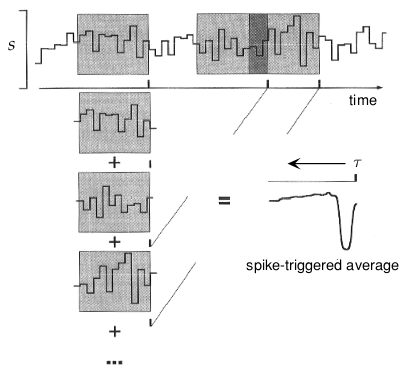 s
time
+
τ
+
=
spike-triggered average
+
...